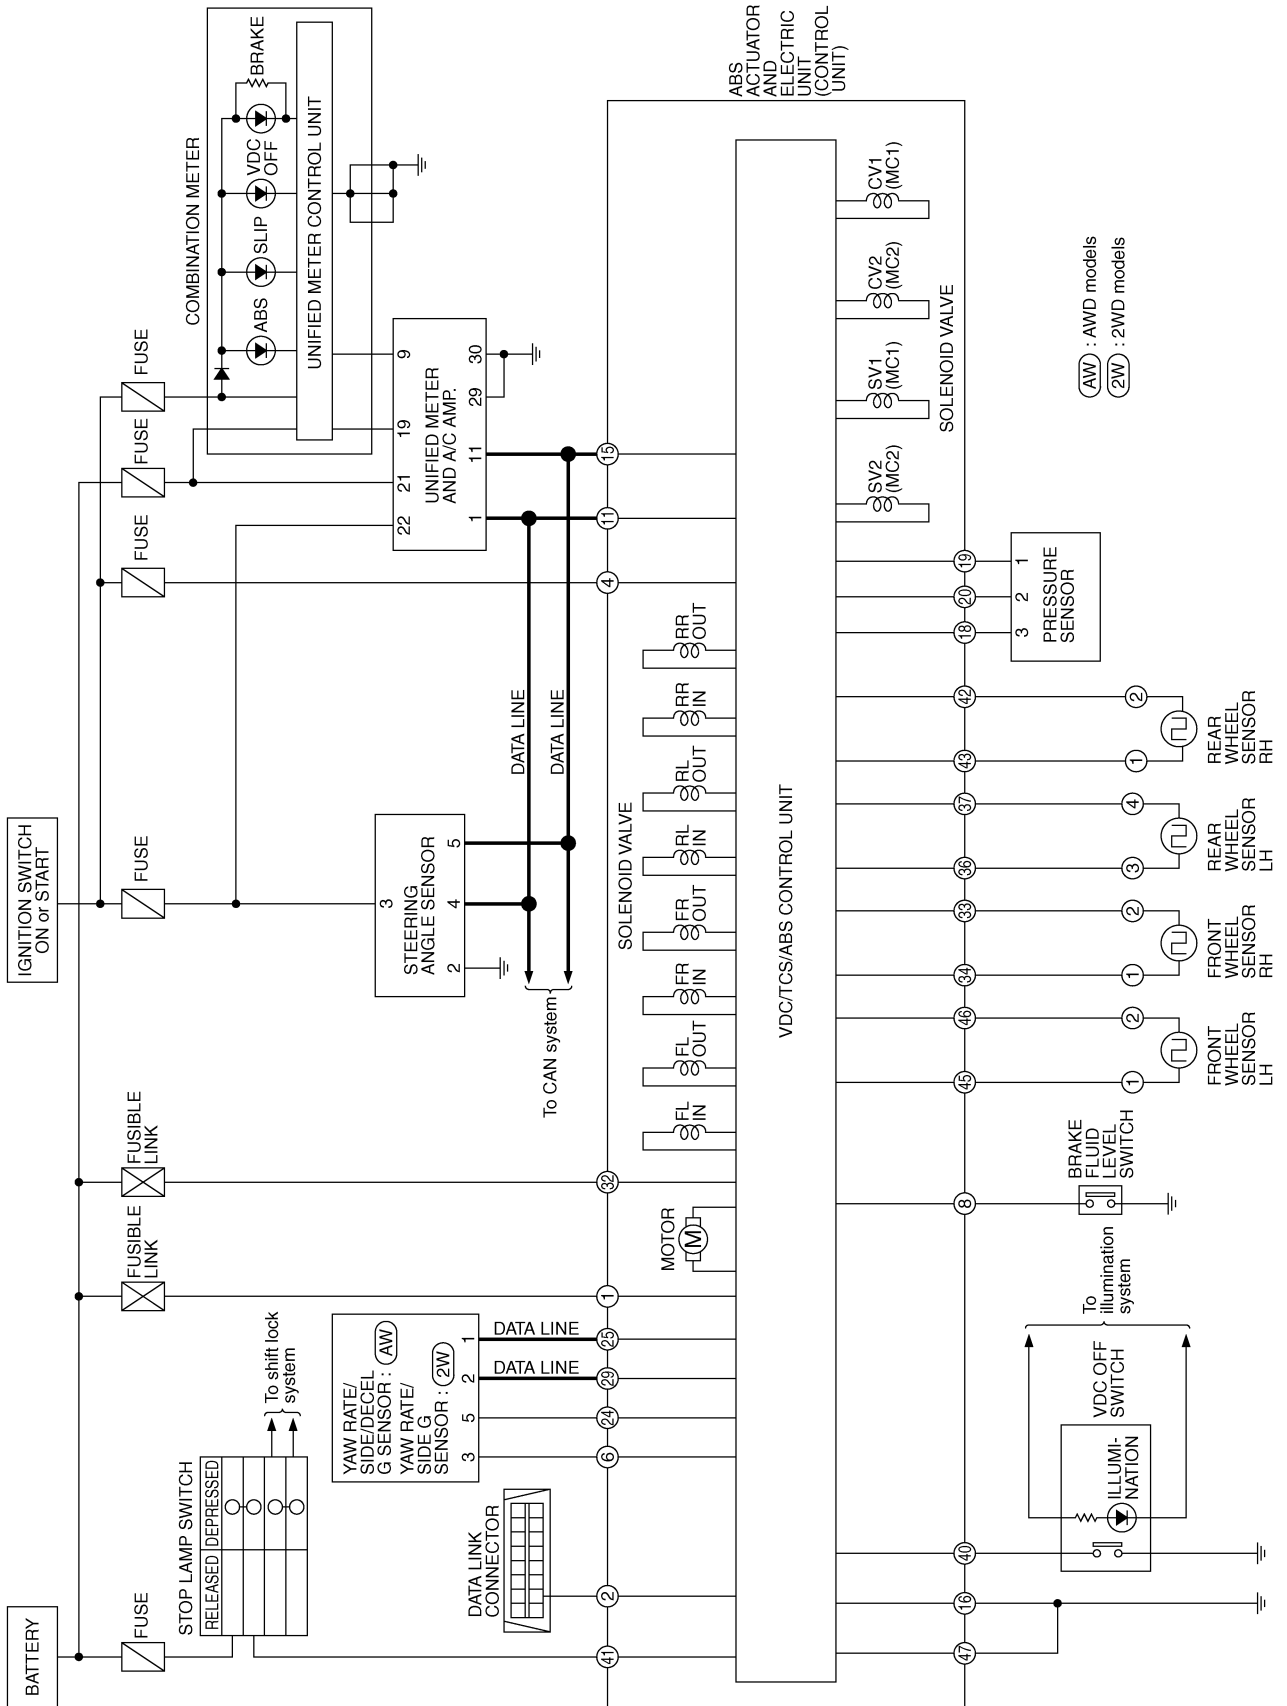 BATTERY
FUSE
STOP LAMP SWITCH
RELEASED
DEPRESSED
To shift lock
system
FUSIBLE
LINK
FUSIBLE
LINK
IGNITION SWITCH
ON or START
FUSE
FUSE
FUSE
FUSE
COMBINATION METER
ABS
SLIP
VDC
OFF
BRAKE
UNIFIED METER CONTROL UNIT
22
21
19
9
UNIFIED METER
AND A/C AMP.
1
11
29
30
3
STEERING
ANGLE SENSOR
2
4
5
DATA LINE
DATA LINE
To CAN system
DATA LINK
CONNECTOR
YAW RATE/
SIDE/DECEL
G SENSOR : AW
YAW RATE/
SIDE G
SENSOR : 2W
3
5
2
1
DATA LINE
DATA LINE
41
2
6
24
29
25
1
32
4
11
15
ABS
ACTUATOR
AND
ELECTRIC
UNIT
(CONTROL
UNIT)
MOTOR
M
SOLENOID VALVE
FL
IN
FL
OUT
FR
IN
FR
OUT
RL
IN
RL
OUT
RR
IN
RR
OUT
VDC/TCS/ABS CONTROL UNIT
SV2
(MC2)
SV1
(MC1)
CV2
(MC2)
CV1
(MC1)
SOLENOID VALVE
47
16
40
8
45
46
34
33
36
37
43
42
18
20
19
ILLUMI-
NATION
VDC OFF
SWITCH
To
illumination
system
BRAKE
FLUID
LEVEL
SWITCH
1
2
FRONT
WHEEL
SENSOR
LH
1
2
FRONT
WHEEL
SENSOR
RH
3
4
REAR
WHEEL
SENSOR
LH
1
2
REAR
WHEEL
SENSOR
RH
3
2
1
PRESSURE
SENSOR
AW : AWD models
2W : 2WD models